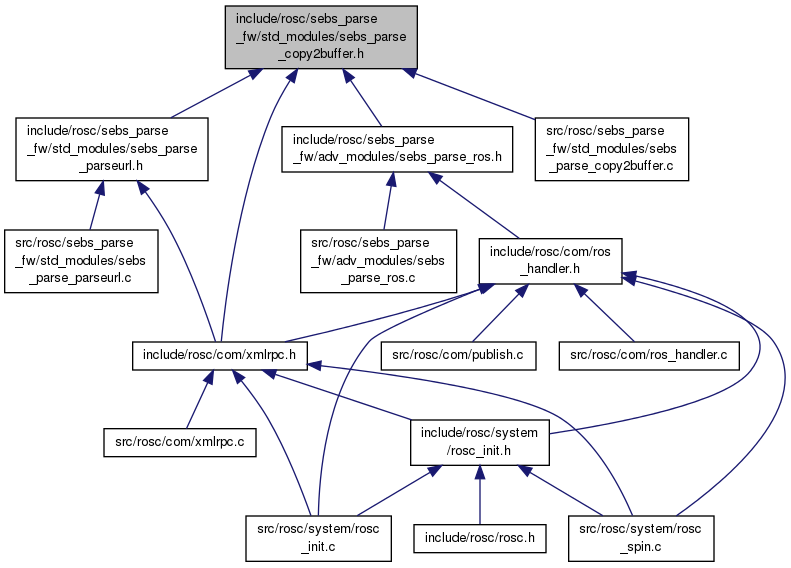 include/rosc/sebs_parse
_fw/std_modules/sebs_parse
_copy2buffer.h
include/rosc/sebs_parse
_fw/std_modules/sebs_parse
_parseurl.h
include/rosc/sebs_parse
_fw/adv_modules/sebs_parse_ros.h
src/rosc/sebs_parse
_fw/std_modules/sebs
_parse_copy2buffer.c
src/rosc/sebs_parse
_fw/std_modules/sebs
_parse_parseurl.c
src/rosc/sebs_parse
_fw/adv_modules/sebs
_parse_ros.c
include/rosc/com/ros
_handler.h
include/rosc/com/xmlrpc.h
src/rosc/com/publish.c
src/rosc/com/ros_handler.c
src/rosc/com/xmlrpc.c
include/rosc/system
/rosc_init.h
src/rosc/system/rosc
_init.c
include/rosc/rosc.h
src/rosc/system/rosc
_spin.c